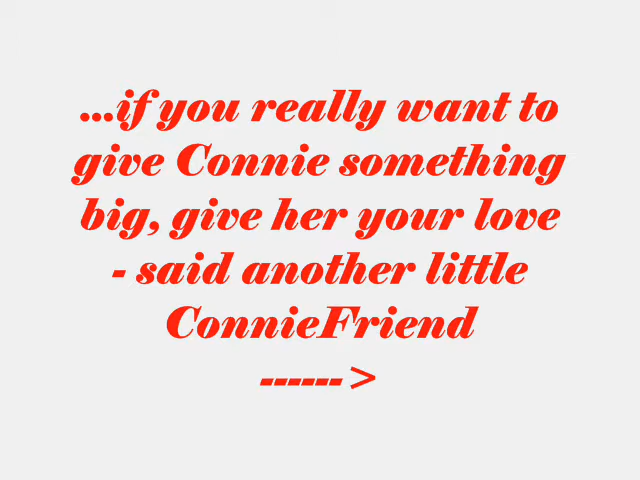 ...if you really want to
give Connie something
big, give her your love
- said another little
ConnieFriend
------>